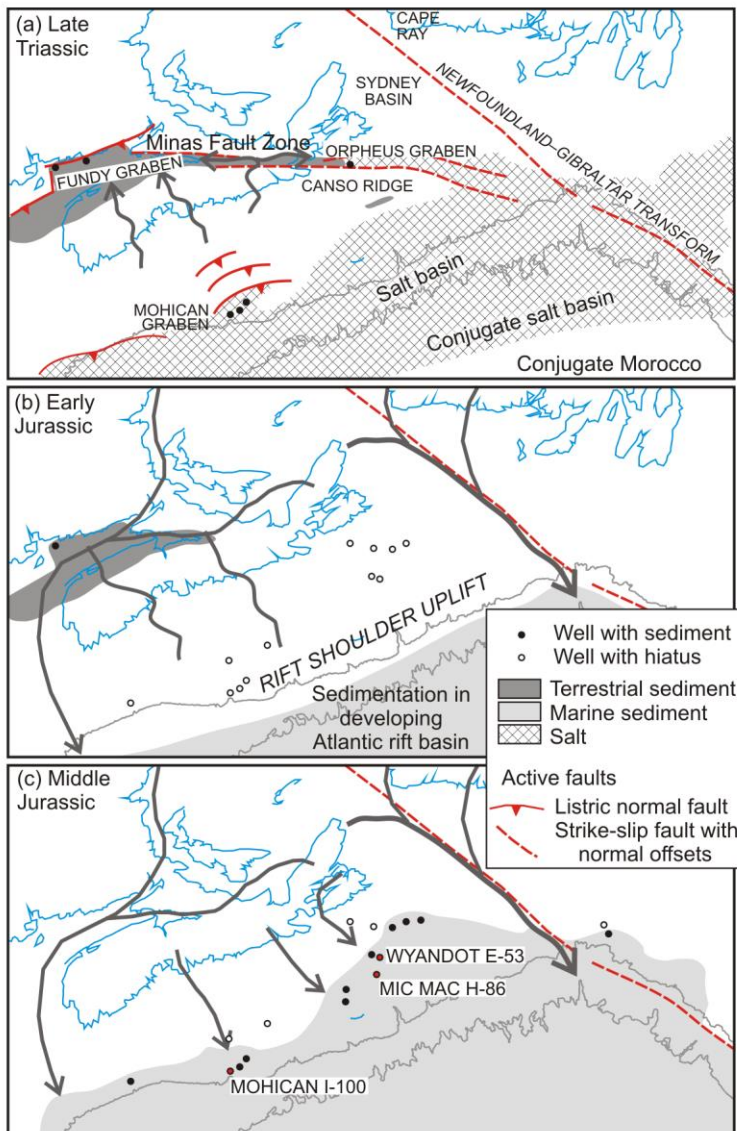 (a) Late
Triassic
CAPE
RAY
SYDNEY
BASIN
NEWFOUNDLAND–GIBRALTAR TRANSFORM
Minas Fault Zone
ORPHEUS GRABEN
FUNDY GRABEN
CANSO RIDGE
MOHICAN
GRABEN
Salt basin
Conjugate salt basin
Conjugate Morocco
(b) Early
Jurassic
RIFT SHOULDER UPLIFT
Sedimentation in
developing
Atlantic rift basin
Well with sediment
Well with hiatus
Terrestrial sediment
Marine sediment
Salt
Active faults
Listric normal fault
Strike-slip fault with
normal offsets
(c) Middle
Jurassic
WYANDOT E-53
MIC MAC H-86
MOHICAN I-100